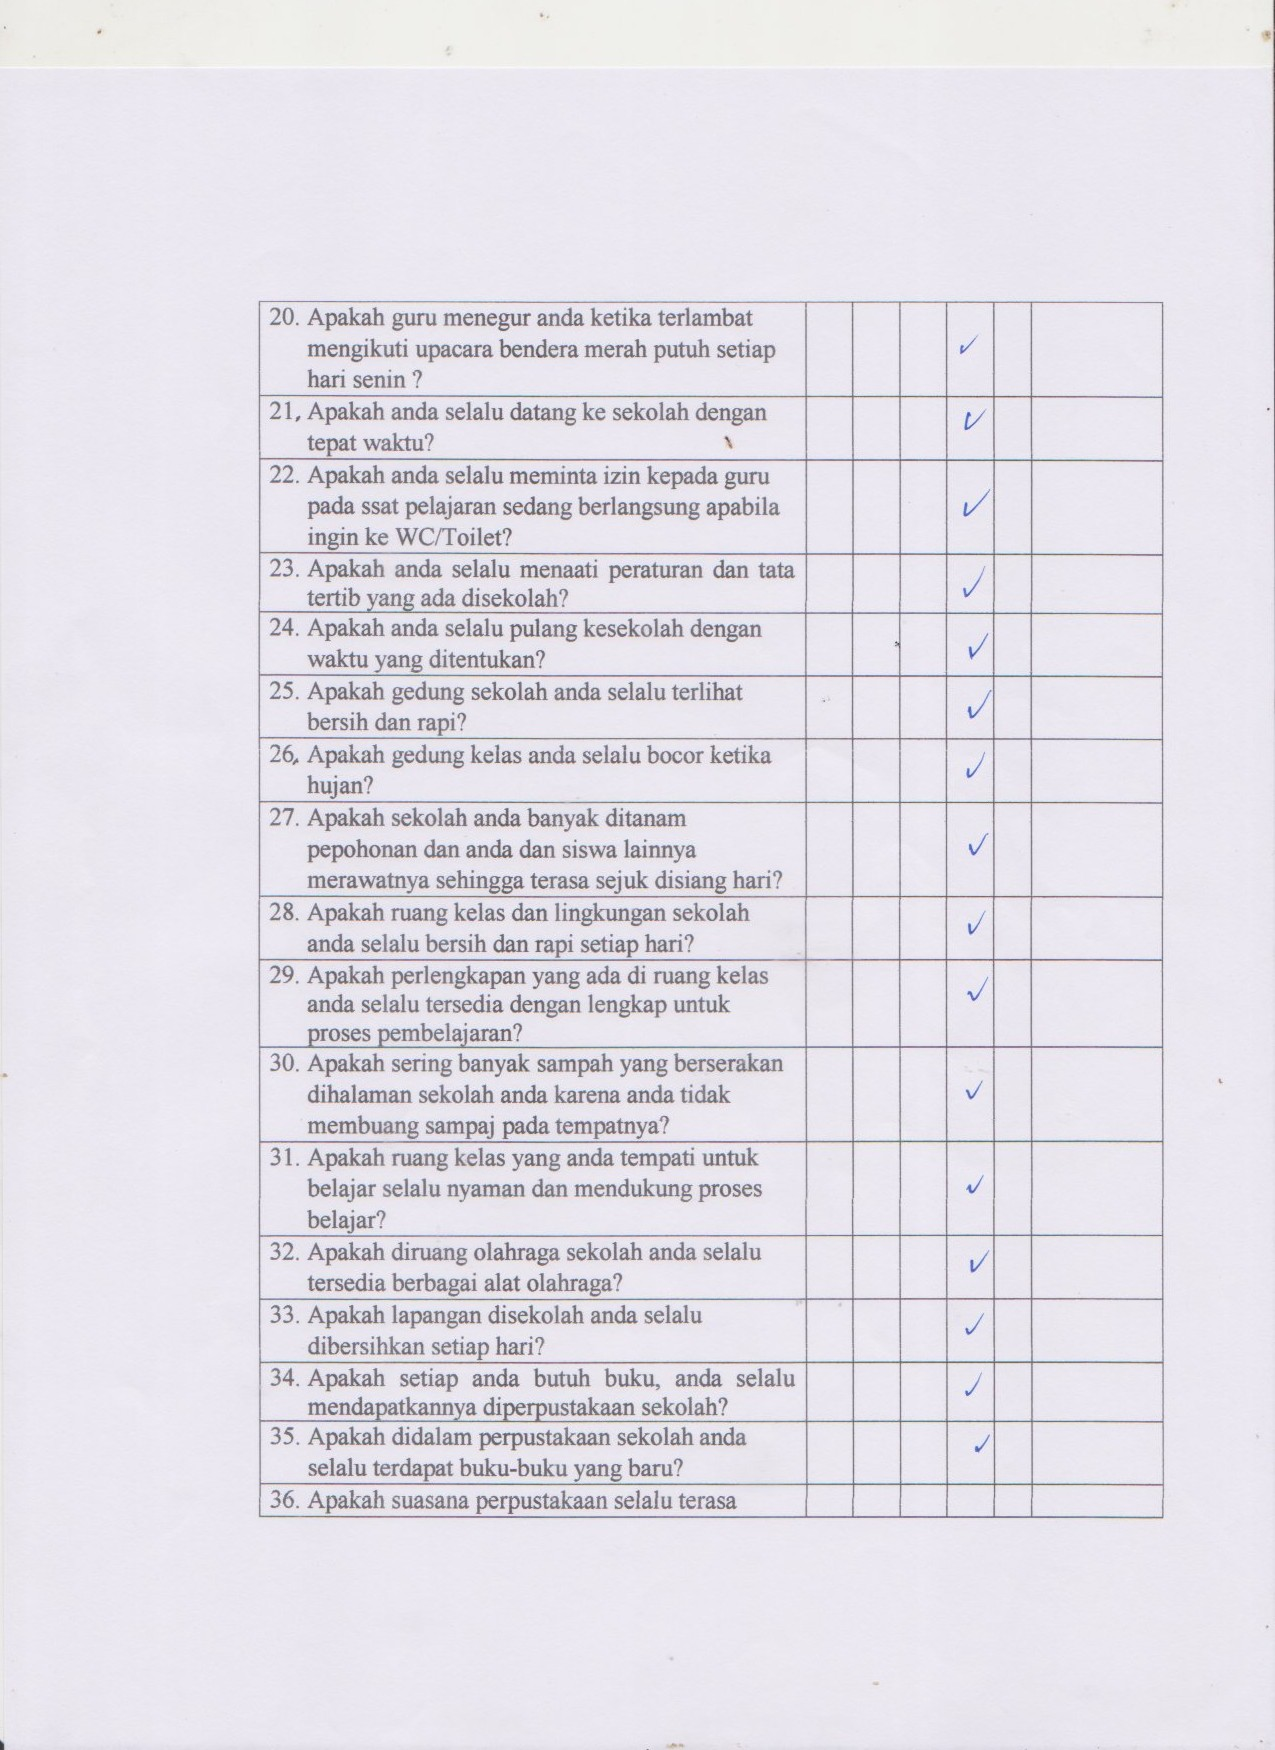 20. Apakah guru menegur anda ketika terlambat
mengikuti upacara bendera merah putuh setiap
hari senin ?
✓
21, Apakah anda selalu datang ke sekolah dengan
tepat waktu?
✓
22. Apakah anda selalu meminta izin kepada guru
pada ssat pelajaran sedang berlangsung apabila
ingin ke WC/Toilet?
✓
23. Apakah anda selalu menaati peraturan dan tata
tertib yang ada disekolah?
✓
24. Apakah anda selalu pulang kesekolah dengan
waktu yang ditentukan?
✓
25. Apakah gedung sekolah anda selalu terlihat
bersih dan rapi?
✓
26, Apakah gedung kelas anda selalu bocor ketika
hujan?
✓
27. Apakah sekolah anda banyak ditanam
pepohonan dan anda dan siswa lainnya
merawatnya sehingga terasa sejuk disiang hari?
✓
28. Apakah ruang kelas dan lingkungan sekolah
anda selalu bersih dan rapi setiap hari?
✓
29. Apakah perlengkapan yang ada di ruang kelas
anda selalu tersedia dengan lengkap untuk
proses pembelajaran?
✓
30. Apakah sering banyak sampah yang berserakan
dihalaman sekolah anda karena anda tidak
membuang sampaj pada tempatnya?
✓
31. Apakah ruang kelas yang anda tempati untuk
belajar selalu nyaman dan mendukung proses
belajar?
✓
32. Apakah diruang olahraga sekolah anda selalu
tersedia berbagai alat olahraga?
✓
33. Apakah lapangan disekolah anda selalu
dibersihkan setiap hari?
✓
34. Apakah setiap anda butuh buku, anda selalu
mendapatkannya diperpustakaan sekolah?
✓
35. Apakah didalam perpustakaan sekolah anda
selalu terdapat buku-buku yang baru?
✓
36. Apakah suasana perpustakaan selalu terasa